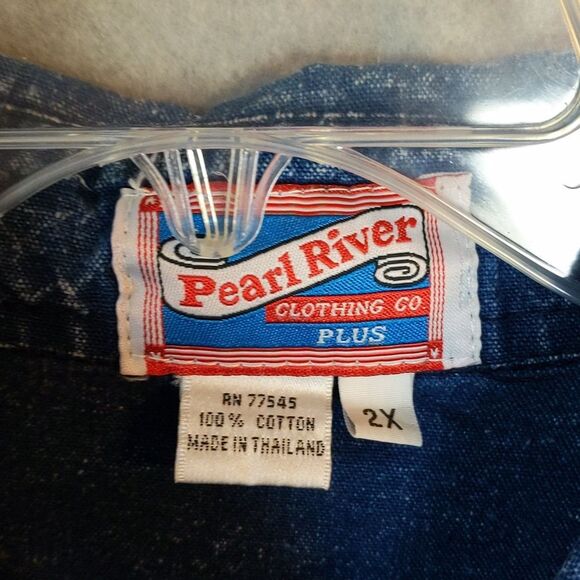 Pearl River
CLOTHING CO
PLUS
RN 77545
100% COTTON
MADE IN THAILAND
2X